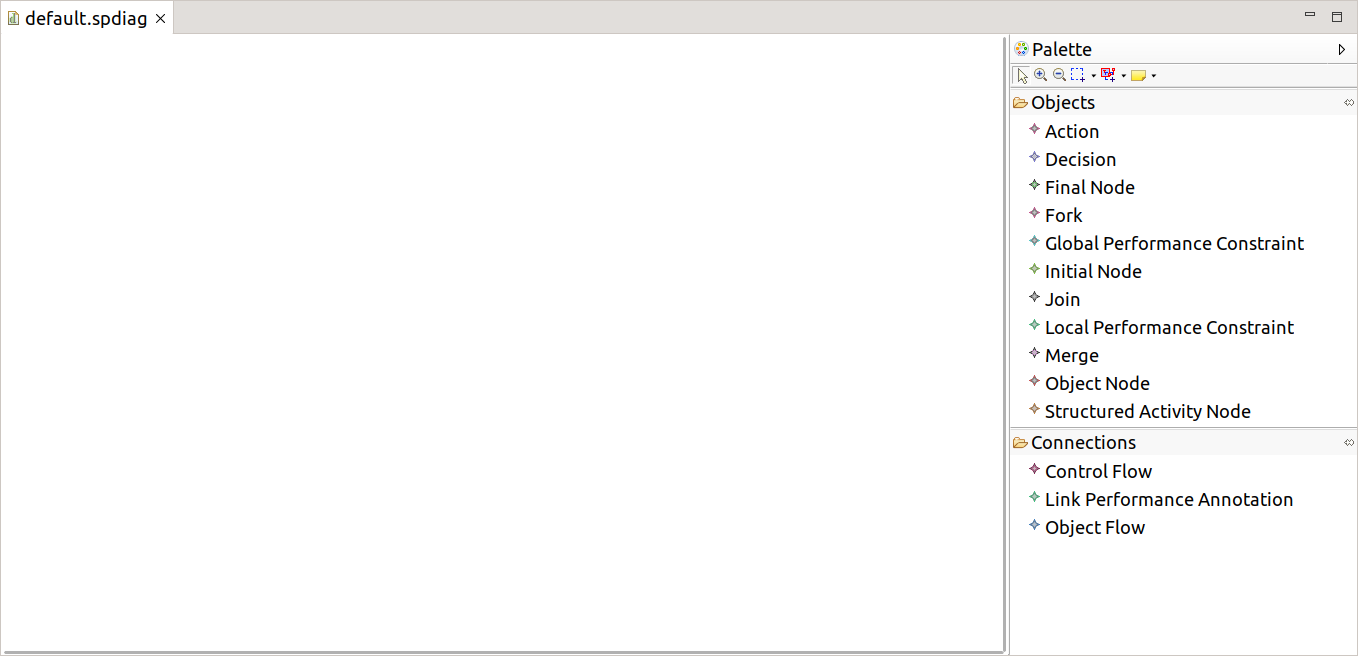 default.spdiag
Palette
Objects
Action
Decision
Final Node
Fork
Global Performance Constraint
Initial Node
Join
Local Performance Constraint
Merge
Object Node
Structured Activity Node
Connections
Control Flow
Link Performance Annotation
Object Flow